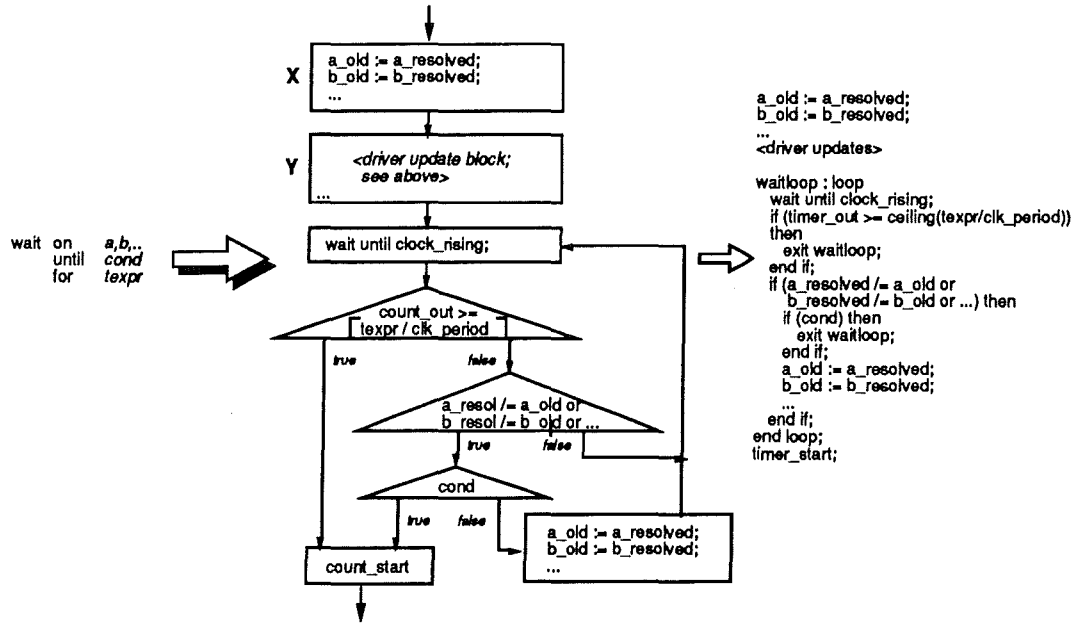 wait on a,b,..
until cond
for texpr
X
a_old := a_resolved;
b_old := b_resolved;
...
Y
<driver update block;
see above>
...
wait until clock_rising;
count_out >=
⌈texpr / clk_period⌉
true
false
a_resol /= a_old or
b_resol /= b_old or ...
true
false
cond
true
false
a_old := a_resolved;
b_old := b_resolved;
...
count_start
a_old := a_resolved;
b_old := b_resolved;
...
<driver updates>
waitloop : loop
wait until clock_rising;
if (timer_out >= ceiling(texpr/clk_period))
then
exit waitloop;
end if;
if (a_resolved /= a_old or
b_resolved /= b_old or ...) then
if (cond) then
exit waitloop;
end if;
a_old := a_resolved;
b_old := b_resolved;
...
end if;
end loop;
timer_start;